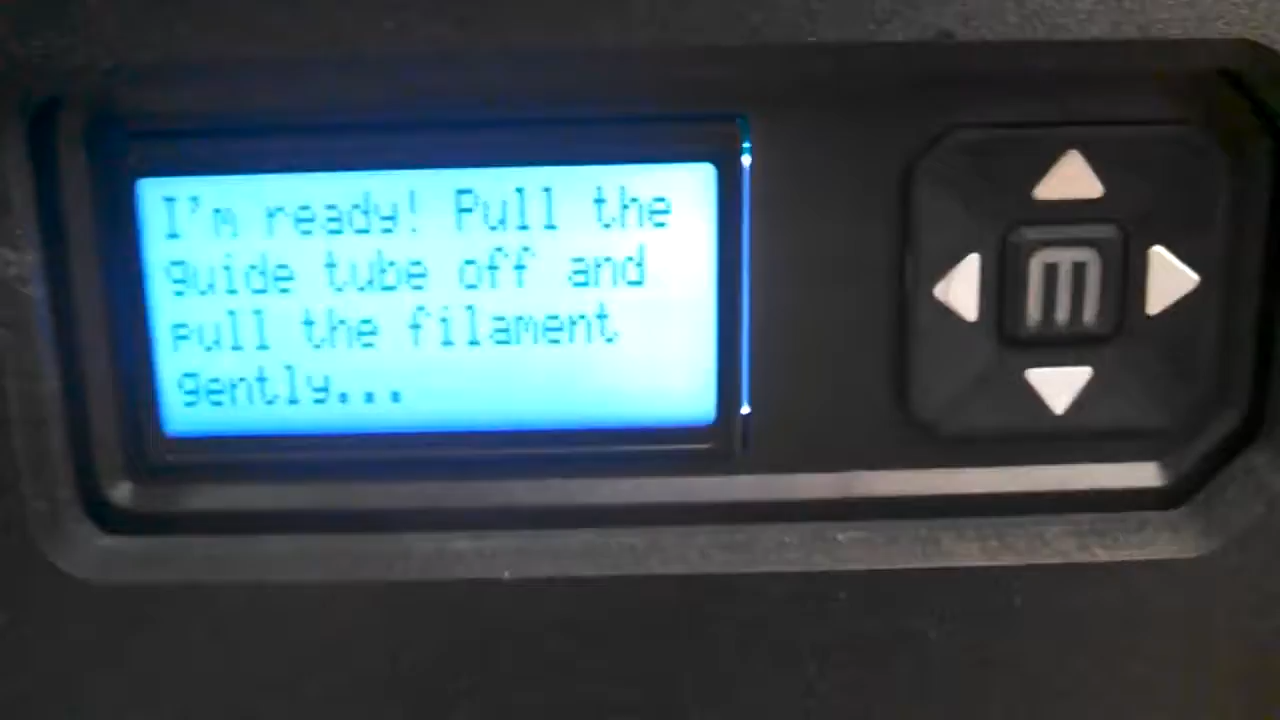 I'm ready! Pull the
guide tube off and
pull the filament
gently...
M